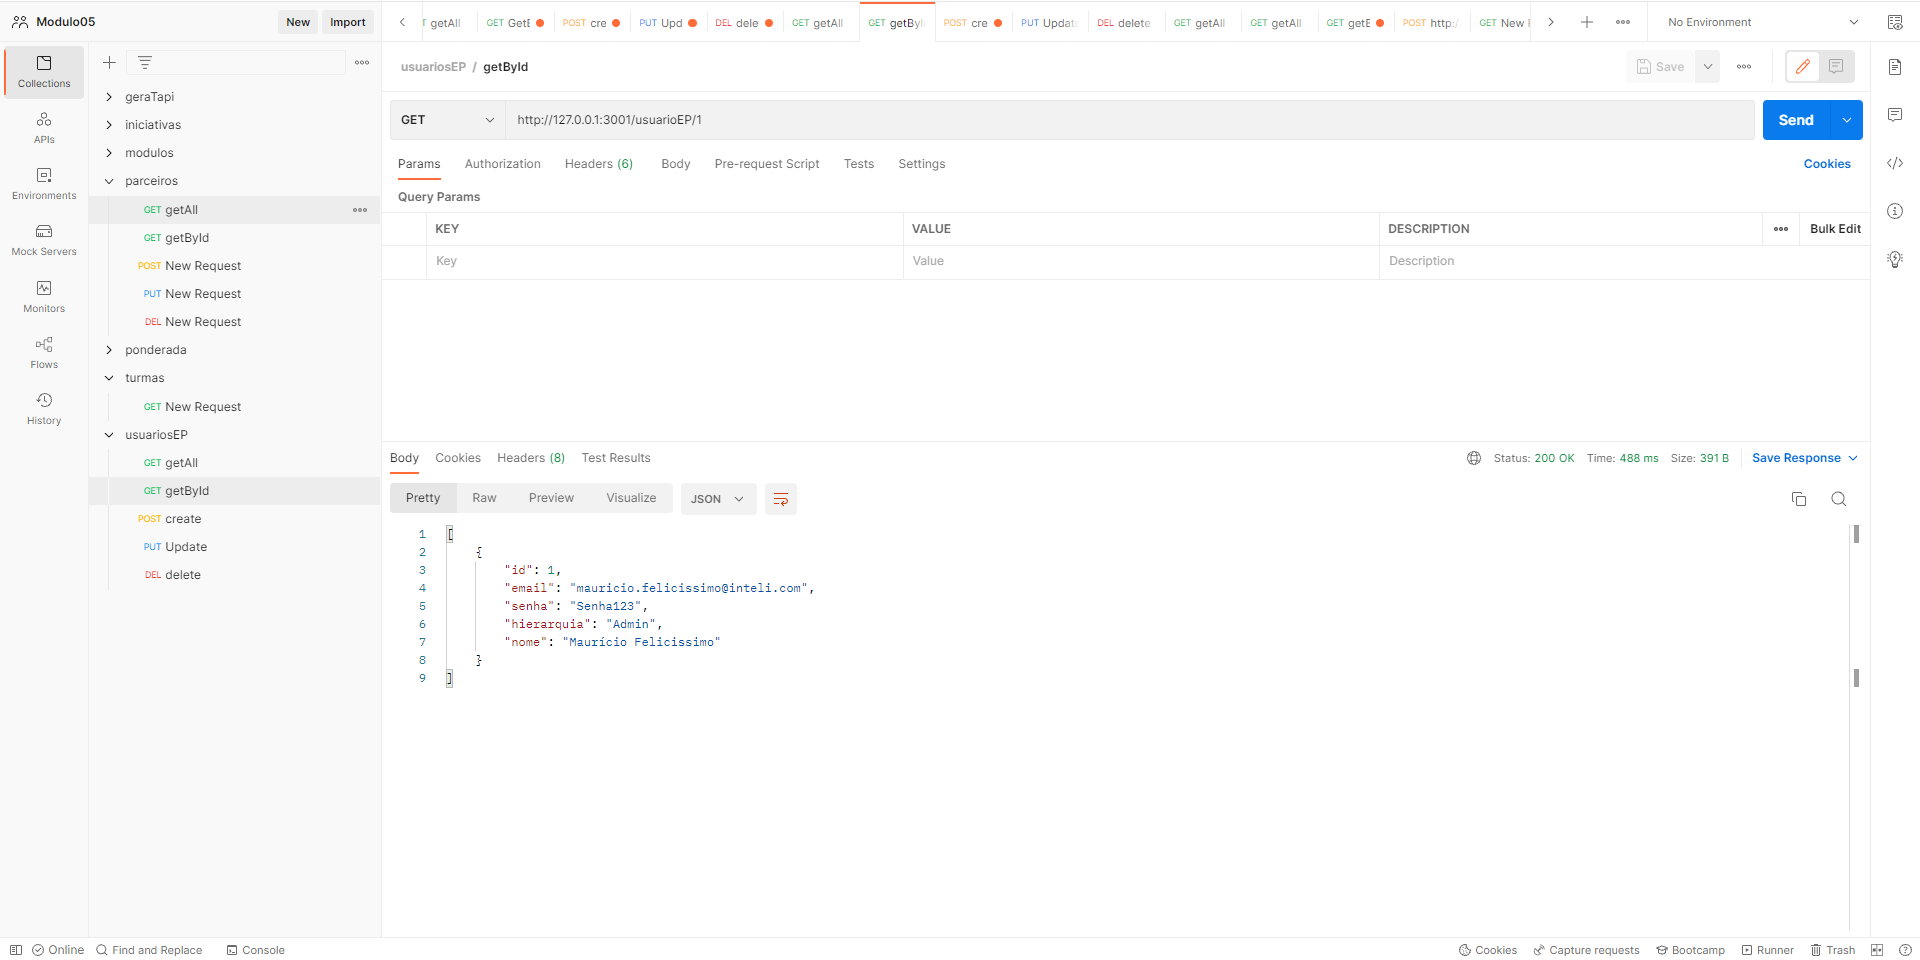 Modulo05 New Import
getAll GET GetE POST cre PUT Upd DEL dele GET getAll GET getByI POST cre PUT Update DEL delete GET getAll GET getAll GET getE POST http:/ GET New
No Environment
Collections
APIs
Environments
Mock Servers
Monitors
Flows
History
geraTapi
iniciativas
modulos
parceiros
GET getAll
GET getById
POST New Request
PUT New Request
DEL New Request
ponderada
turmas
GET New Request
usuariosEP
GET getAll
GET getById
POST create
PUT Update
DEL delete
usuariosEP / getById
Save
GET http://127.0.0.1:3001/usuarioEP/1
Send
Params Authorization Headers (6) Body Pre-request Script Tests Settings
Cookies
Query Params
KEY VALUE DESCRIPTION Bulk Edit
Key Value Description
Body Cookies Headers (8) Test Results
Status: 200 OK Time: 488 ms Size: 391 B Save Response
Pretty Raw Preview Visualize JSON
1 [
2 {
3 "id": 1,
4 "email": "mauricio.felicissimo@inteli.com",
5 "senha": "Senha123",
6 "hierarquia": "Admin",
7 "nome": "Maurício Felicissimo"
8 }
9 ]
Online Find and Replace Console
Cookies Capture requests Bootcamp Runner Trash